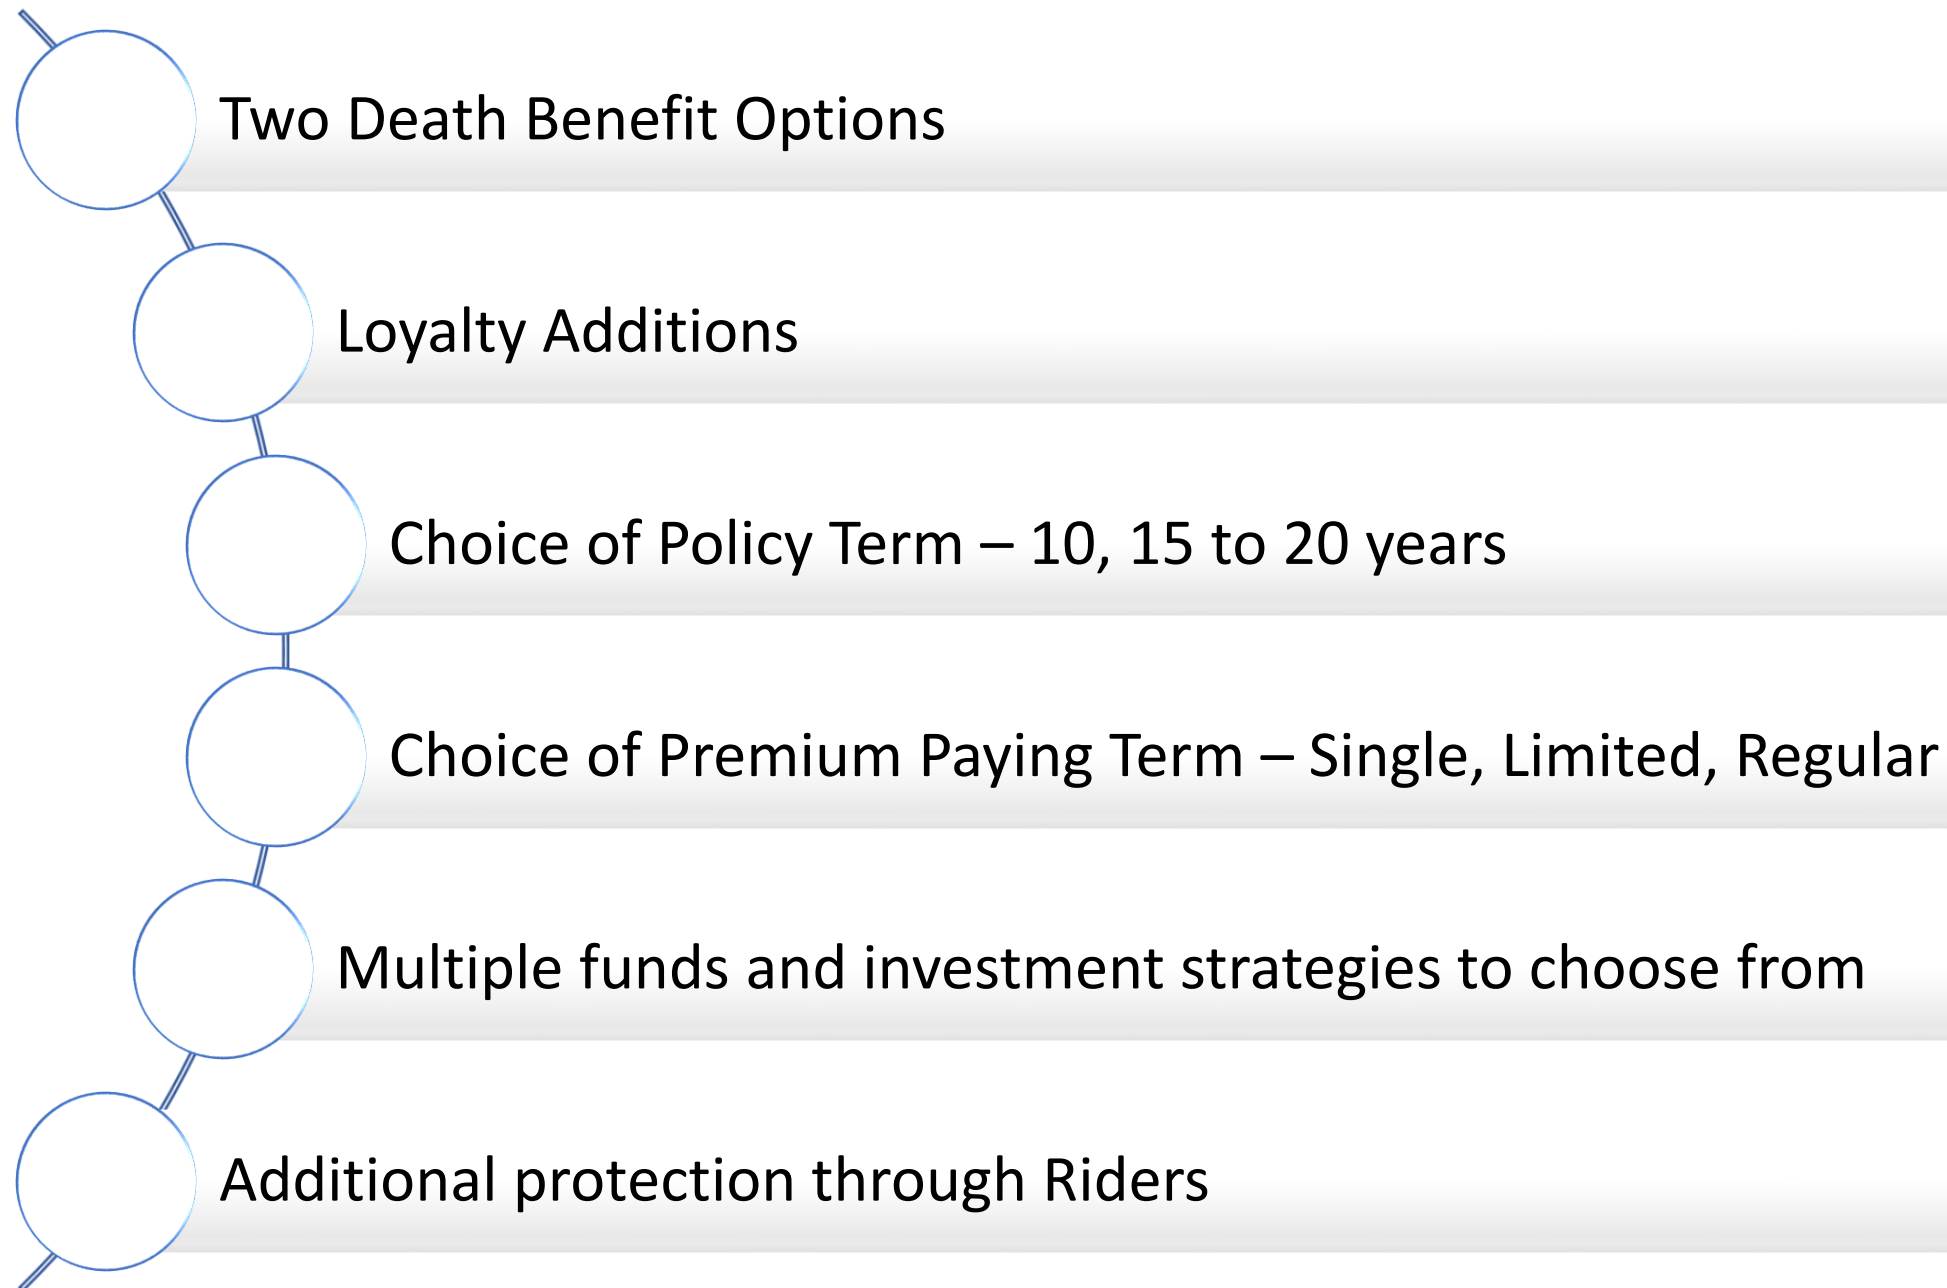 Two Death Benefit Options
Loyalty Additions
Choice of Policy Term – 10, 15 to 20 years
Choice of Premium Paying Term – Single, Limited, Regular
Multiple funds and investment strategies to choose from
Additional protection through Riders